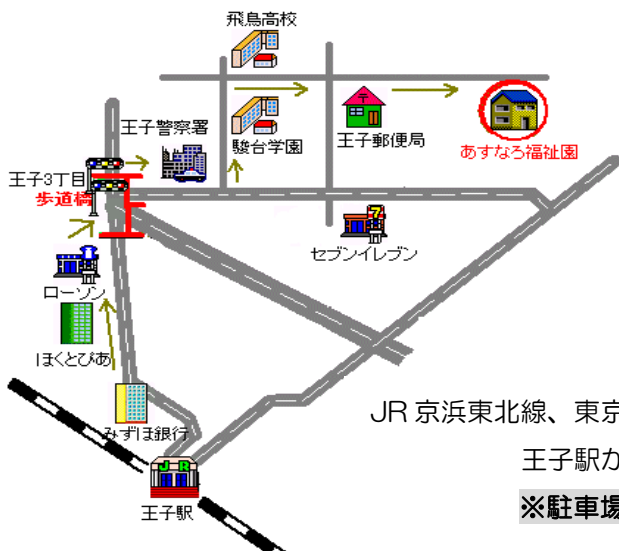 飛鳥高校
王子警察署
駿台学園
王子郵便局
あすなろ福祉園
王子3丁目
歩道橋
7
セブンイレブン
ローソン
ほくとぴあ
みずほ銀行
JR
王子駅
JR 京浜東北線、東京
王子駅か
※駐車場